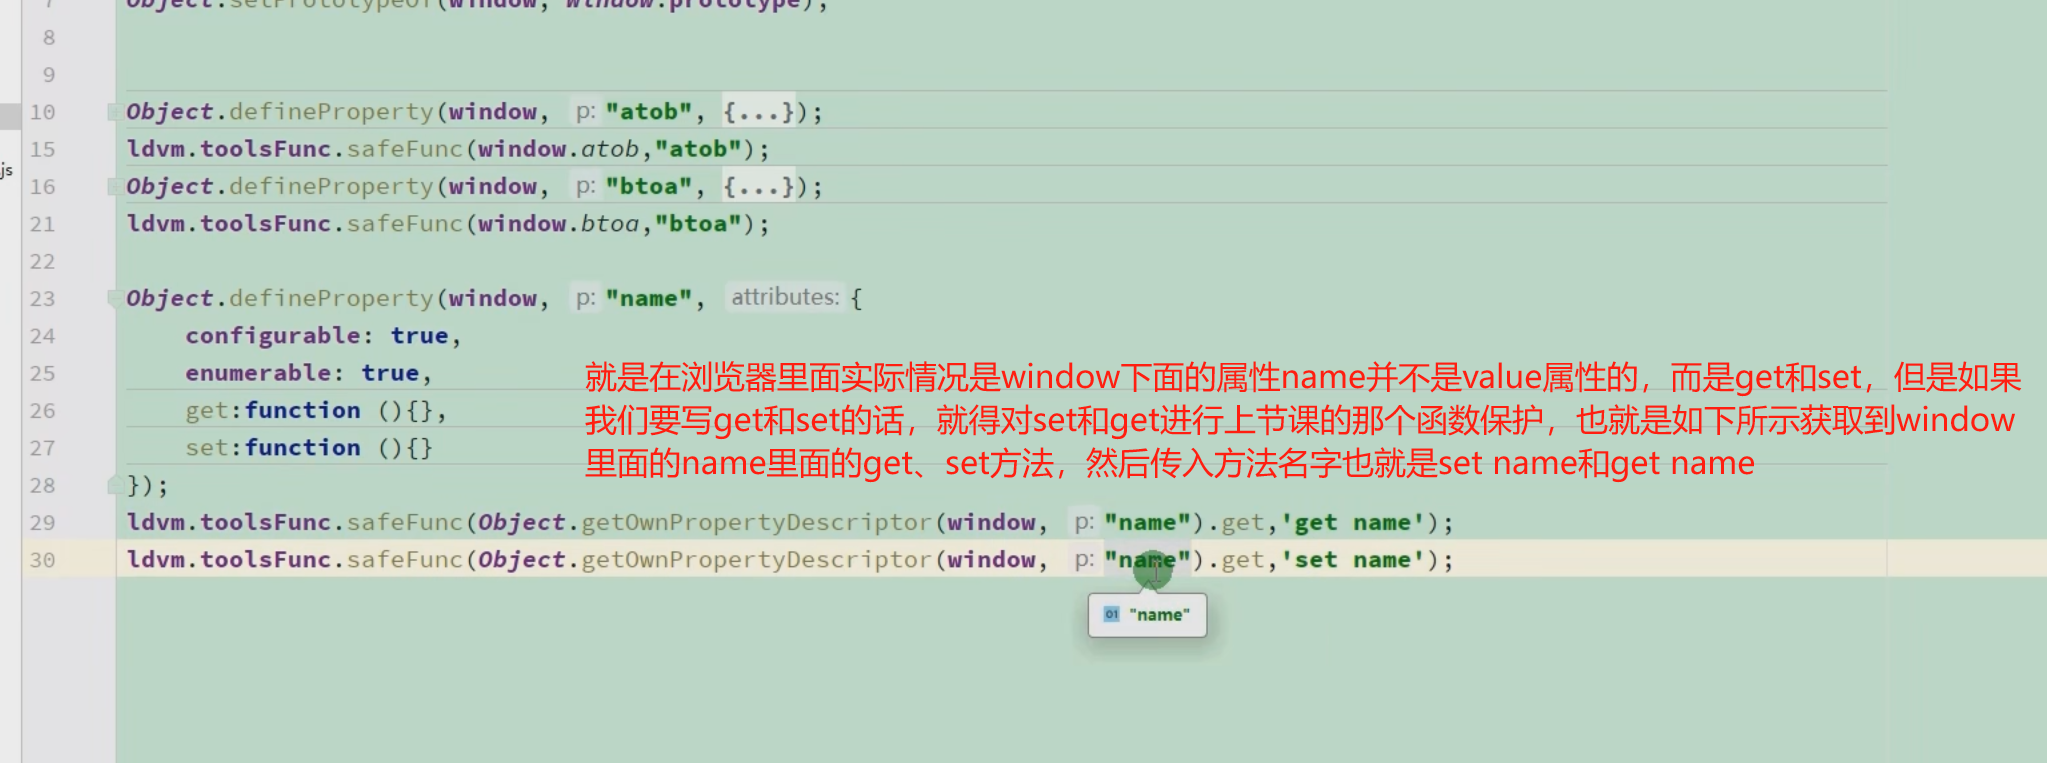 7 Object.setPrototypeOf(window, Window.prototype);
8
9
10 Object.defineProperty(window, p: "atob", {...});
js
15 ldvm.toolsFunc.safeFunc(window.atob,"atob");
16 Object.defineProperty(window, p: "btoa", {...});
21 ldvm.toolsFunc.safeFunc(window.btoa,"btoa");
22
23 Object.defineProperty(window, p: "name", attributes: {
24 configurable: true,
25 enumerable: true,
26 get:function (){},
27 set:function (){}
就是在浏览器里面实际情况是window下面的属性name并不是value属性的，而是get和set，但是如果
我们要写get和set的话，就得对set和get进行上节课的那个函数保护，也就是如下所示获取到window
里面的name里面的get、set方法，然后传入方法名字也就是set name和get name
28 });
29 ldvm.toolsFunc.safeFunc(Object.getOwnPropertyDescriptor(window, p: "name").get,'get name');
30 ldvm.toolsFunc.safeFunc(Object.getOwnPropertyDescriptor(window, p: "name").get,'set name');
01 "name"